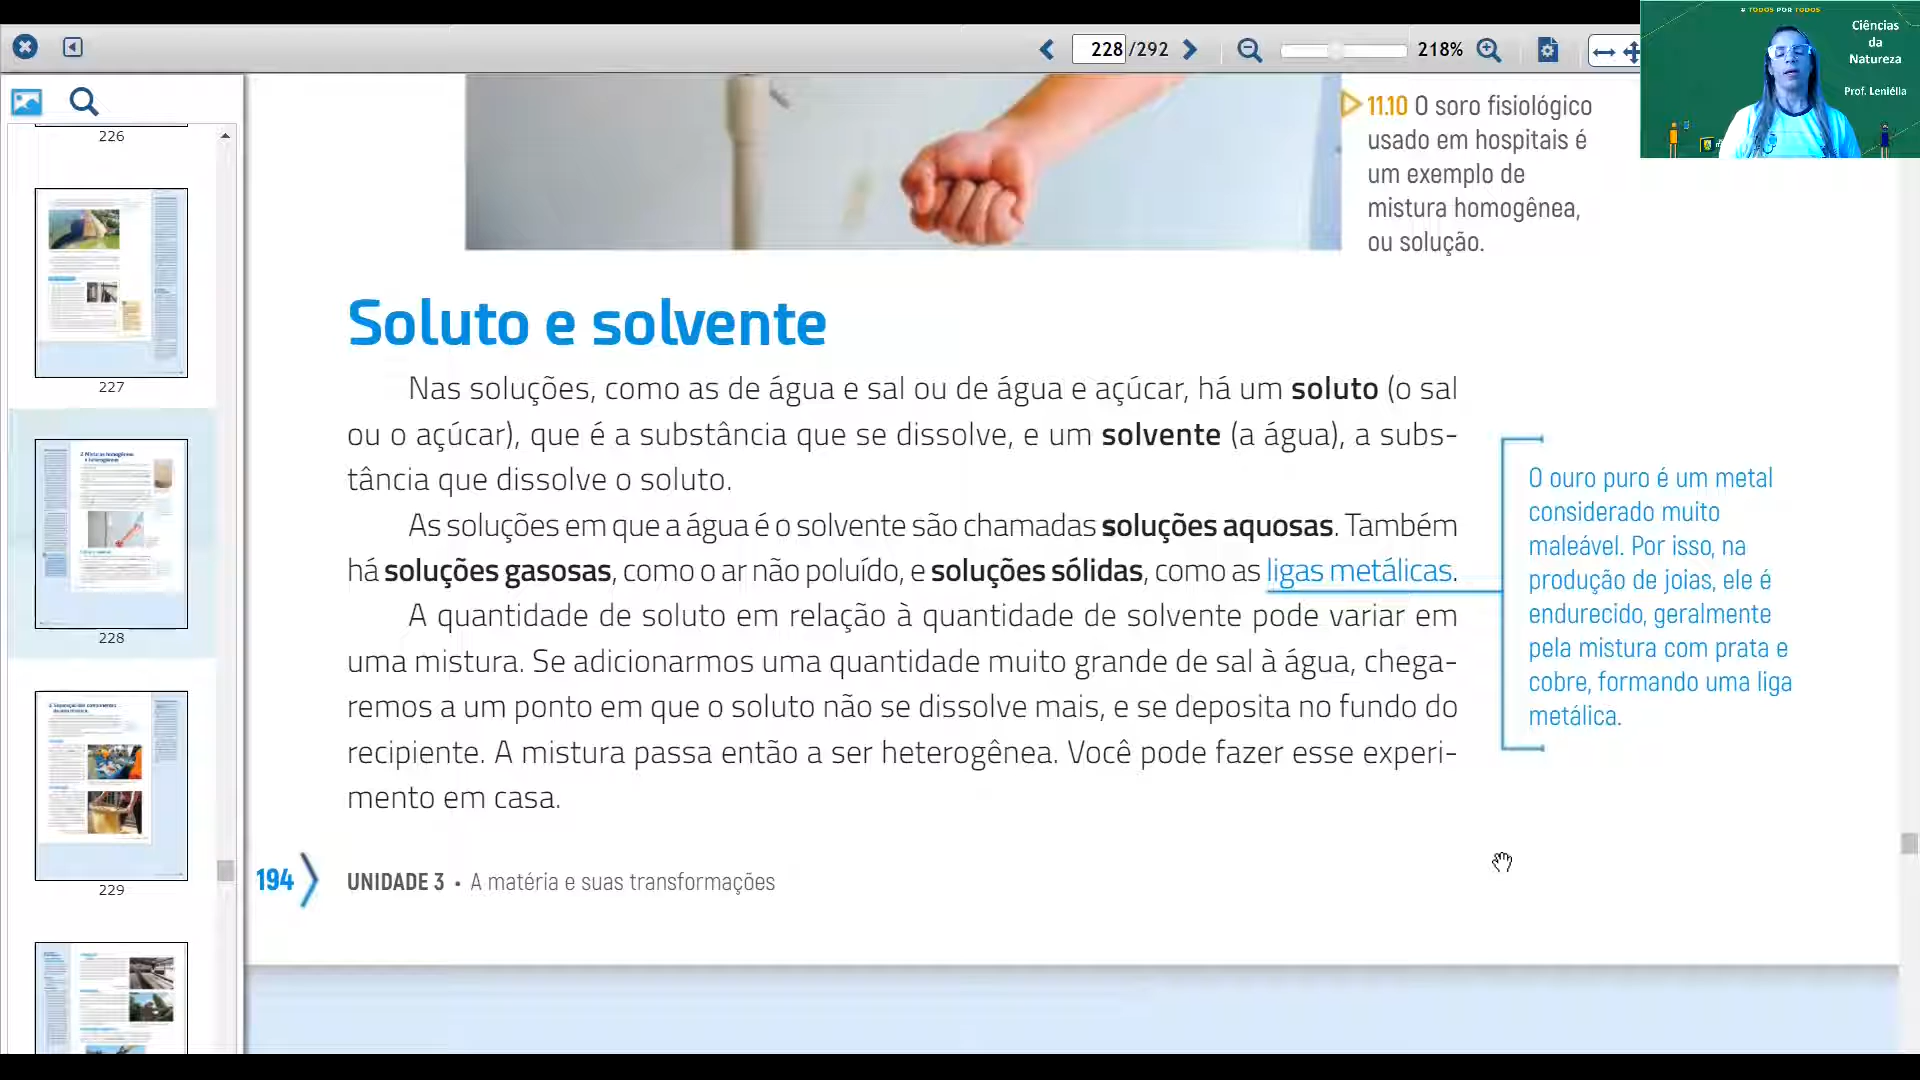 # TODOS POR TODOS
Ciências
da
Natureza
Prof. Leniélia
228 /292
218%
226
227
228
229
11.10 O soro fisiológico
usado em hospitais é
um exemplo de
mistura homogênea,
ou solução.
Soluto e solvente
Nas soluções, como as de água e sal ou de água e açúcar, há um soluto (o sal
ou o açúcar), que é a substância que se dissolve, e um solvente (a água), a subs-
tância que dissolve o soluto.
As soluções em que a água é o solvente são chamadas soluções aquosas. Também
há soluções gasosas, como o ar não poluído, e soluções sólidas, como as ligas metálicas.
A quantidade de soluto em relação à quantidade de solvente pode variar em
uma mistura. Se adicionarmos uma quantidade muito grande de sal à água, chega-
remos a um ponto em que o soluto não se dissolve mais, e se deposita no fundo do
recipiente. A mistura passa então a ser heterogênea. Você pode fazer esse experi-
mento em casa.
O ouro puro é um metal
considerado muito
maleável. Por isso, na
produção de joias, ele é
endurecido, geralmente
pela mistura com prata e
cobre, formando uma liga
metálica.
194
UNIDADE 3 • A matéria e suas transformações